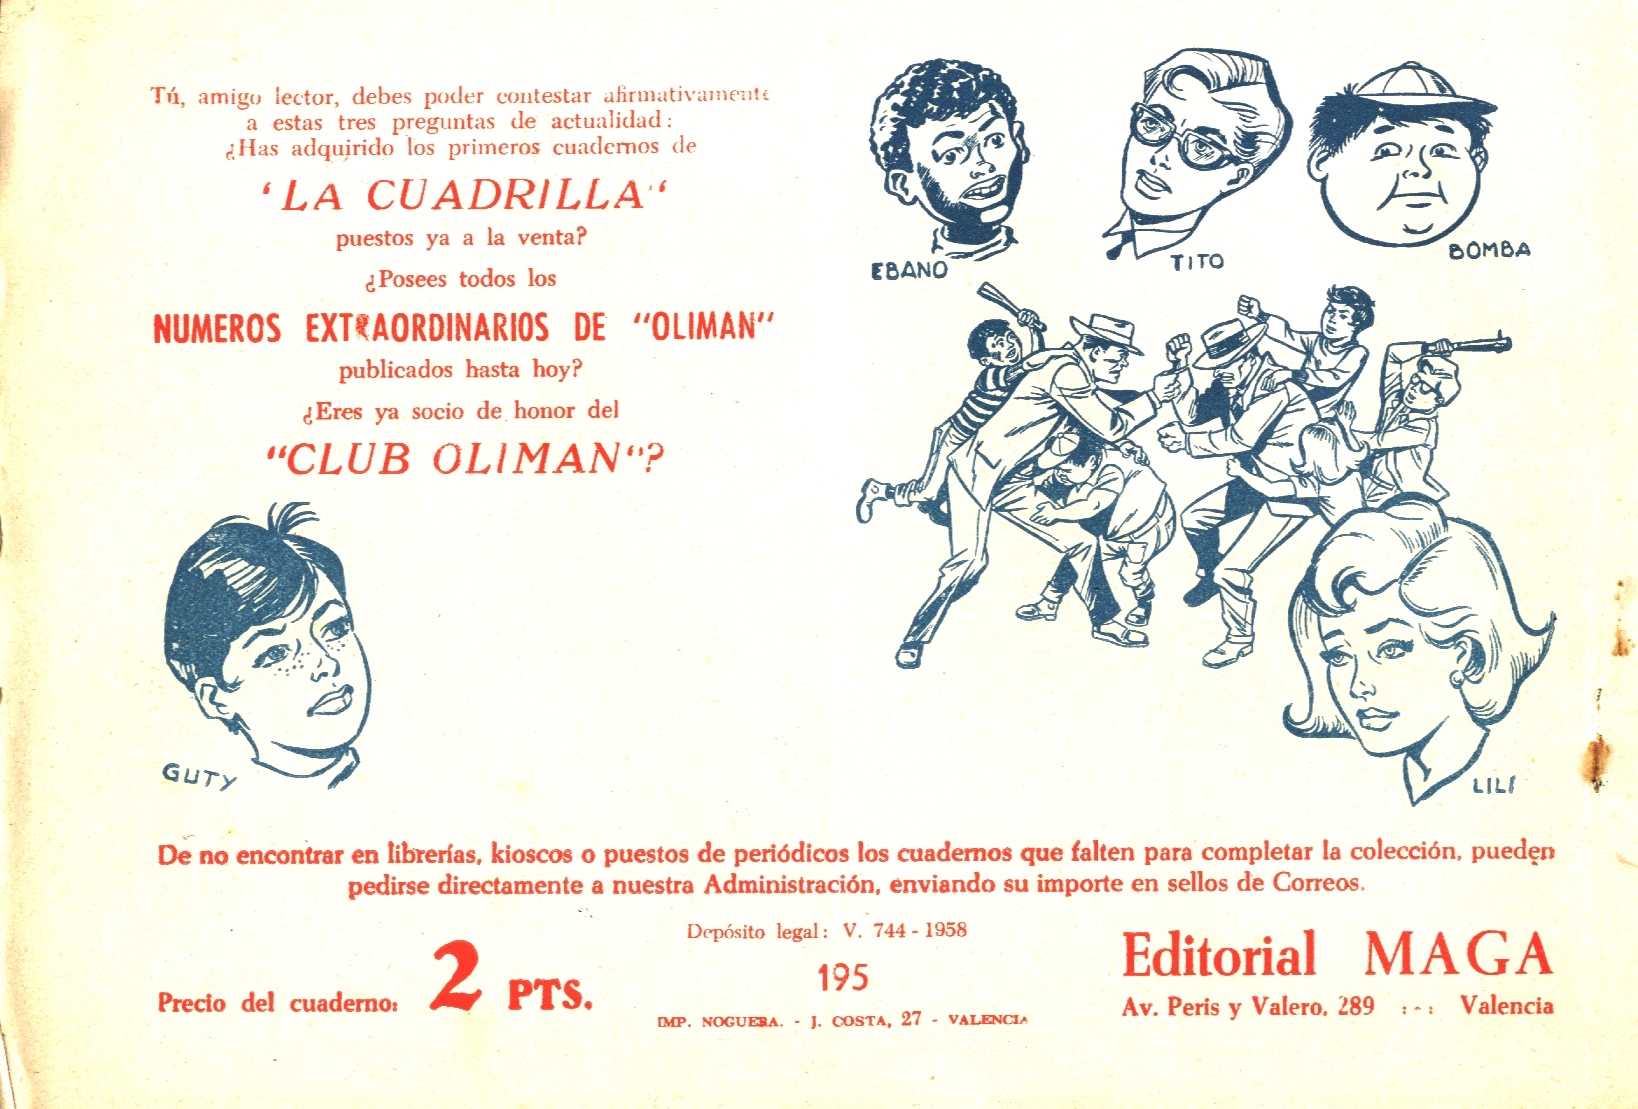 Tú, amigo lector, debes poder contestar afirmativamente
a estas tres preguntas de actualidad:
¿Has adquirido los primeros cuadernos de
'LA CUADRILLA'
puestos ya a la venta?
¿Posees todos los
NUMEROS EXTRAORDINARIOS DE "OLIMAN"
publicados hasta hoy?
¿Eres ya socio de honor del
"CLUB OLIMAN"?
EBANO
TITO
BOMBA
GUTY
LILÍ
De no encontrar en librerías, kioscos o puestos de periódicos los cuadernos que falten para completar la colección, pueden
pedirse directamente a nuestra Administración, enviando su importe en sellos de Correos.
Precio del cuaderno: 2 PTS.
Depósito legal: V. 744 - 1958
195
IMP. NOGUERA. - J. COSTA, 27 - VALENCIA
Editorial MAGA
Av. Peris y Valero, 289 :-: Valencia